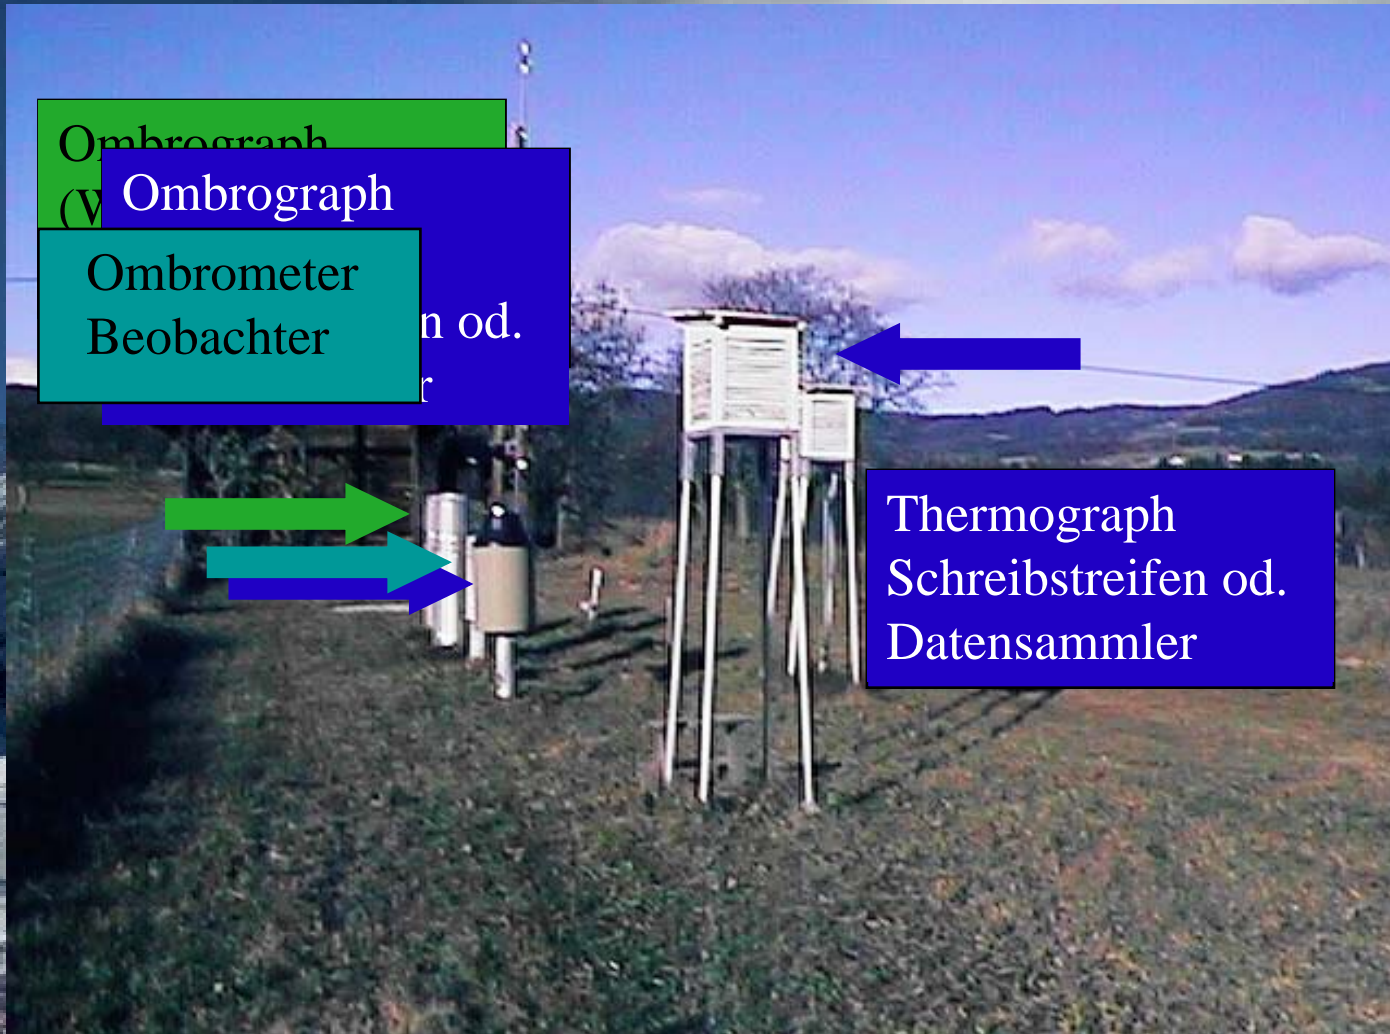 Ombrograph
Ombrograph
Ombrometer
Beobachter
od.
Thermograph
Schreibstreifen od.
Datensammler